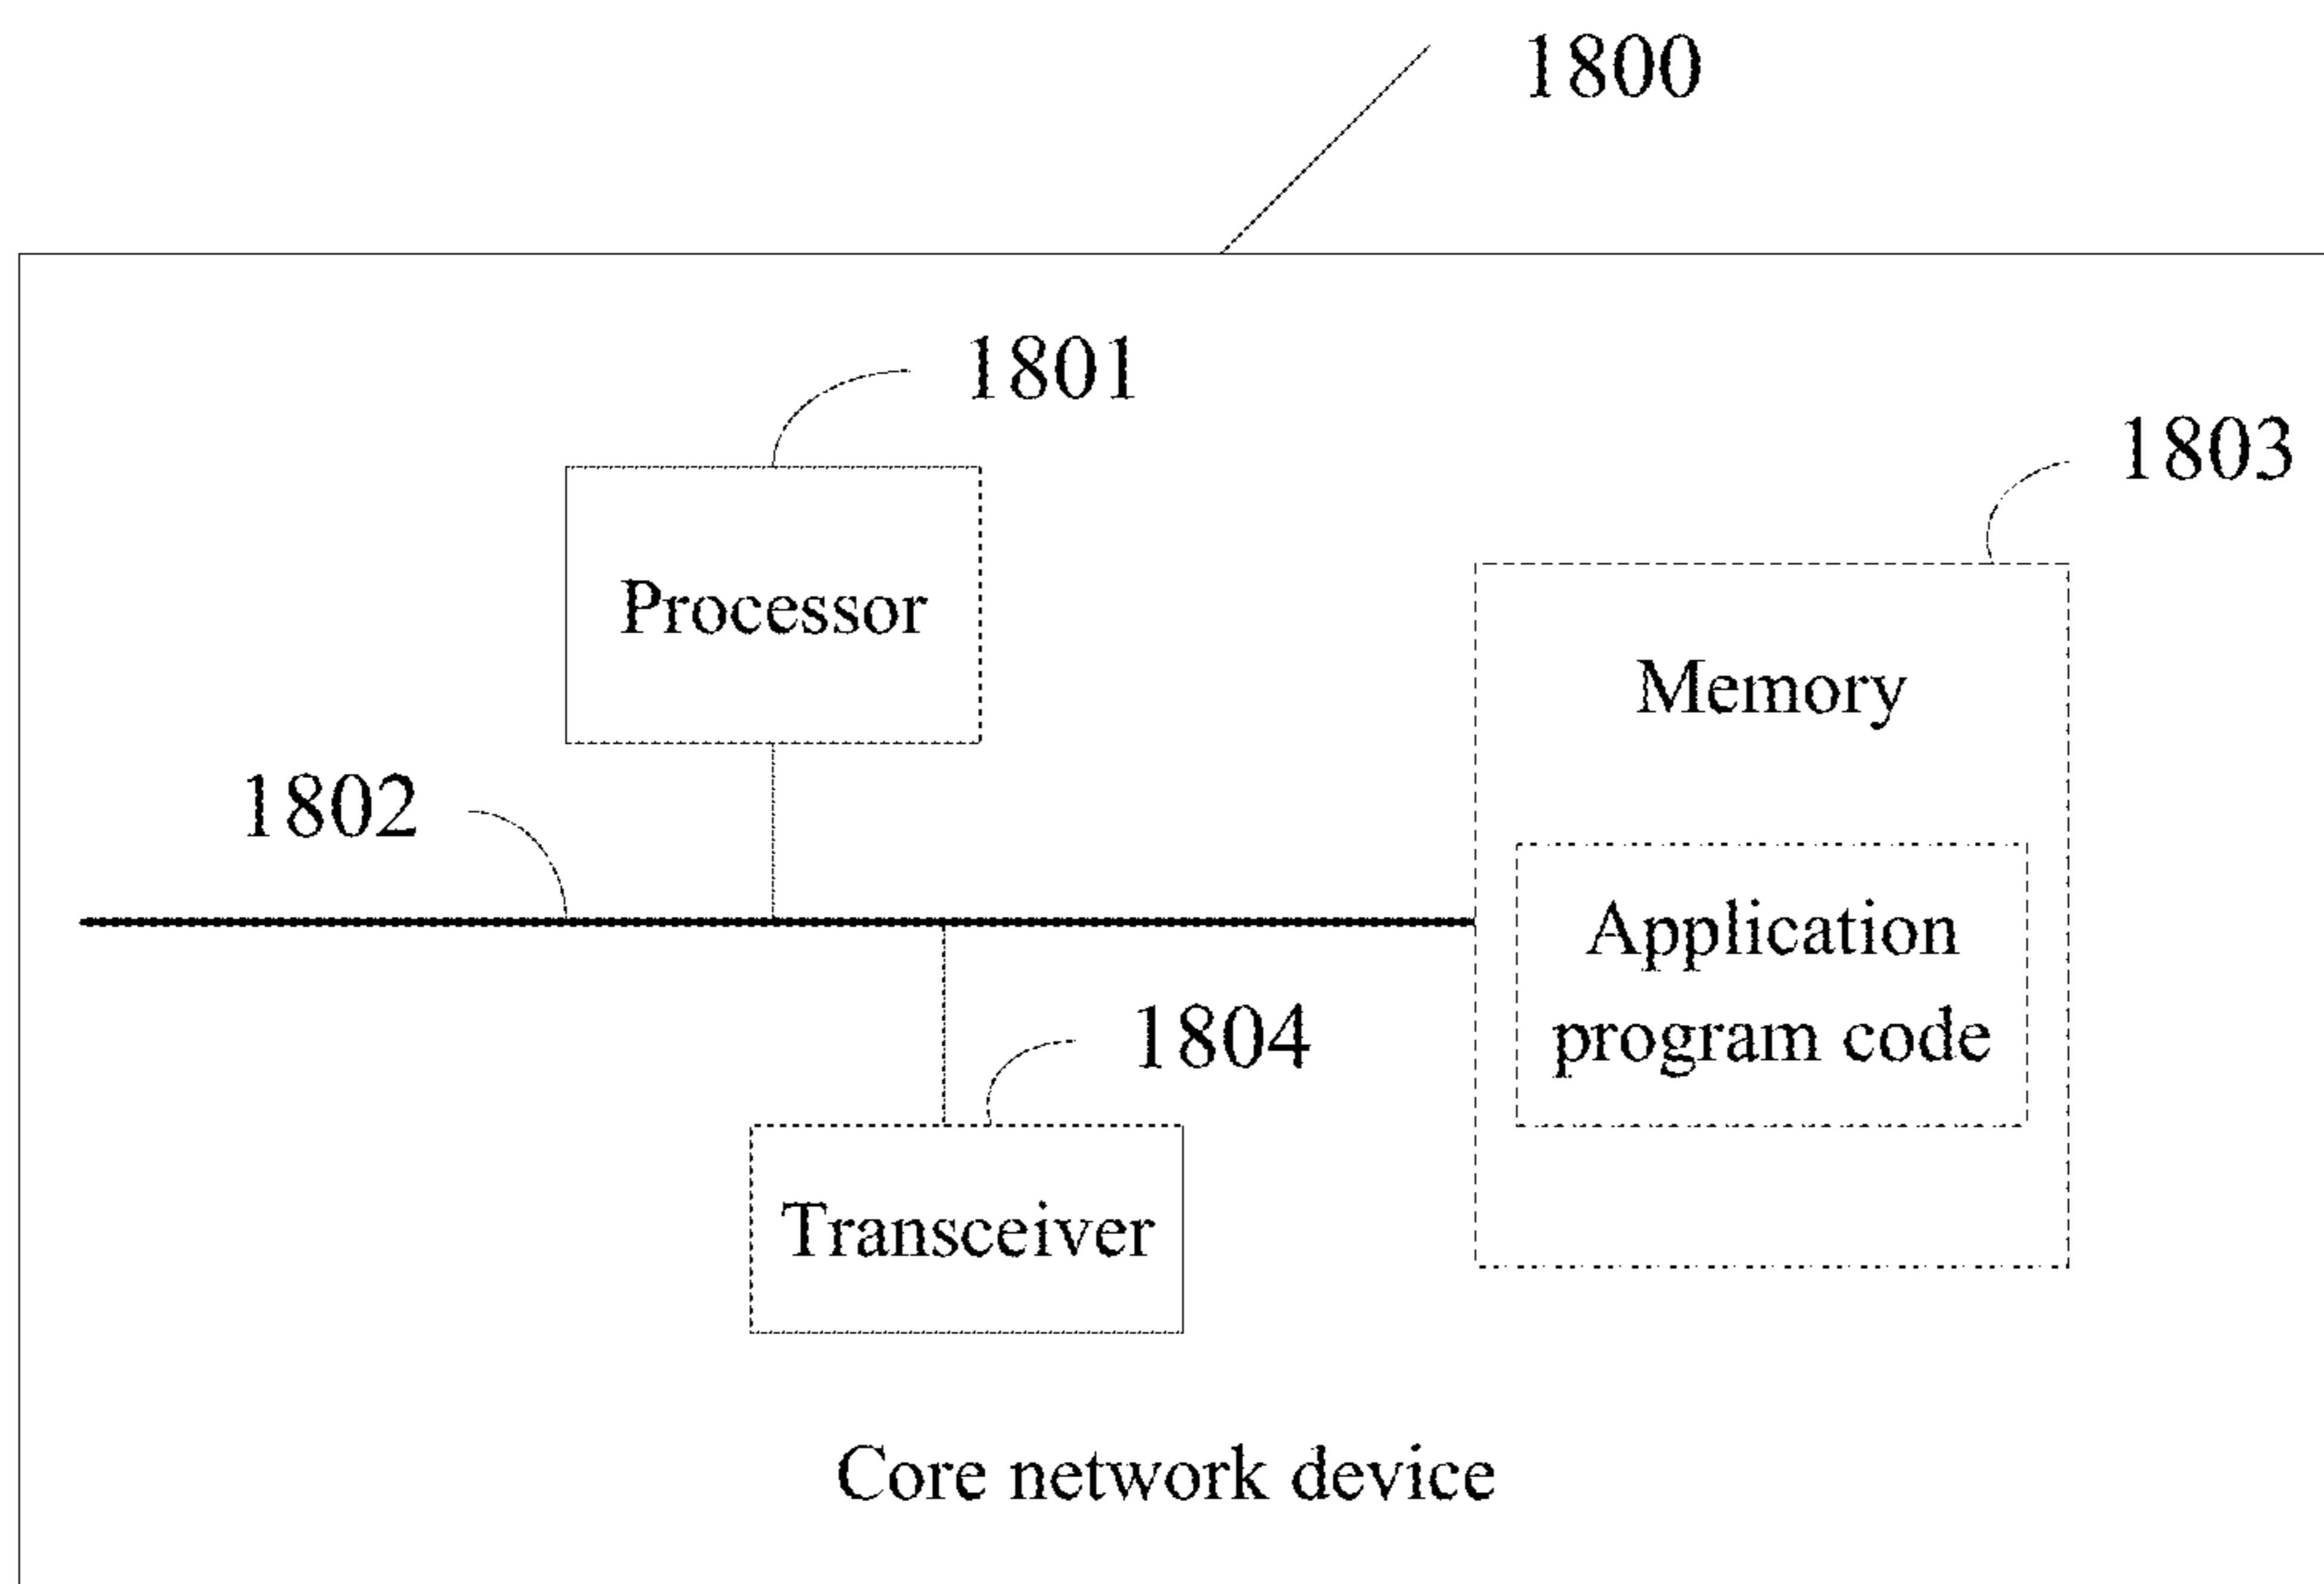 1800
1801
1803
Processor
Memory
1802
Application
program code
1804
Transceiver
Core network device